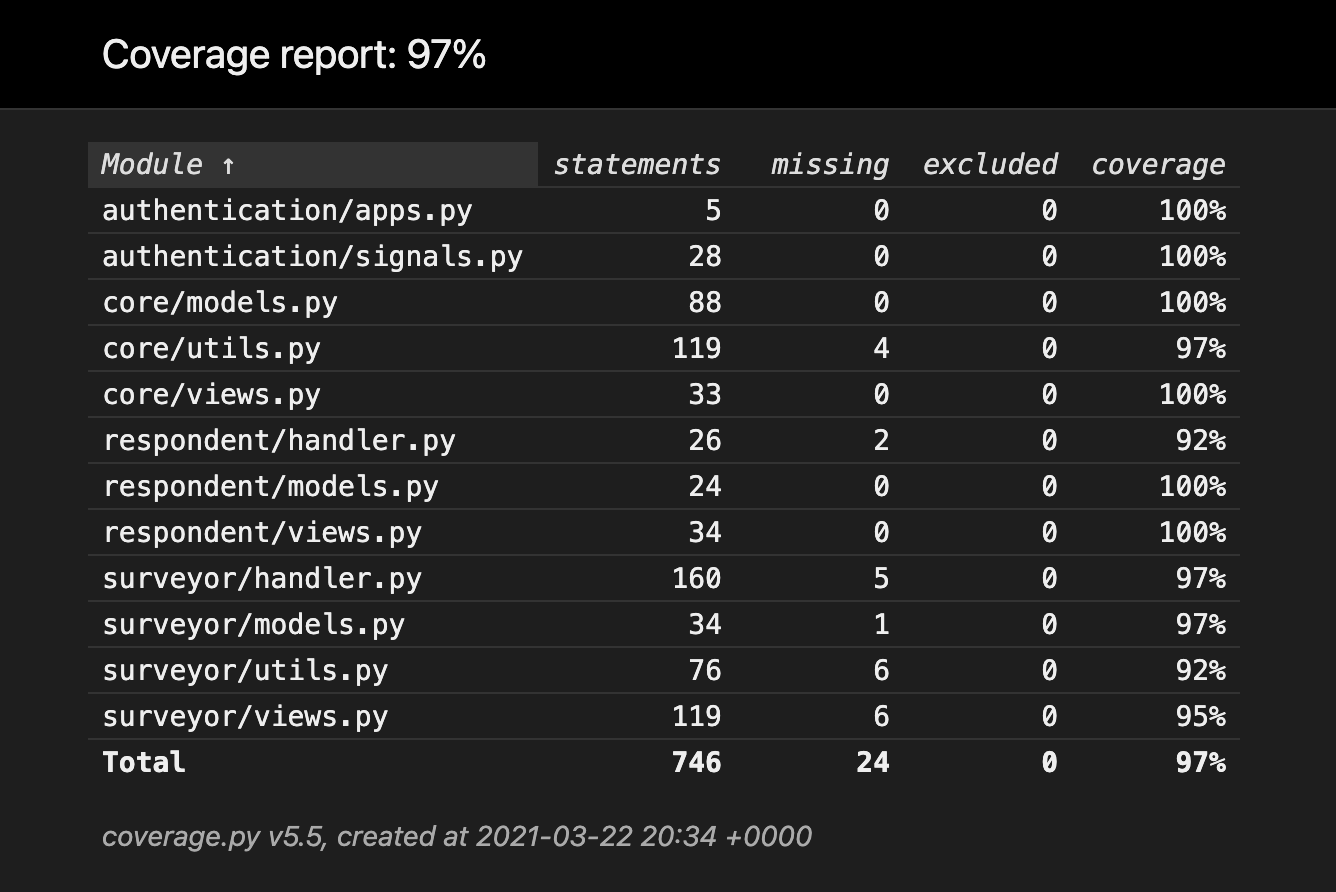 Coverage report: 97%
Module ↑ statements missing excluded coverage
authentication/apps.py 5 0 0 100%
authentication/signals.py 28 0 0 100%
core/models.py 88 0 0 100%
core/utils.py 119 4 0 97%
core/views.py 33 0 0 100%
respondent/handler.py 26 2 0 92%
respondent/models.py 24 0 0 100%
respondent/views.py 34 0 0 100%
surveyor/handler.py 160 5 0 97%
surveyor/models.py 34 1 0 97%
surveyor/utils.py 76 6 0 92%
surveyor/views.py 119 6 0 95%
Total 746 24 0 97%
coverage.py v5.5, created at 2021-03-22 20:34 +0000